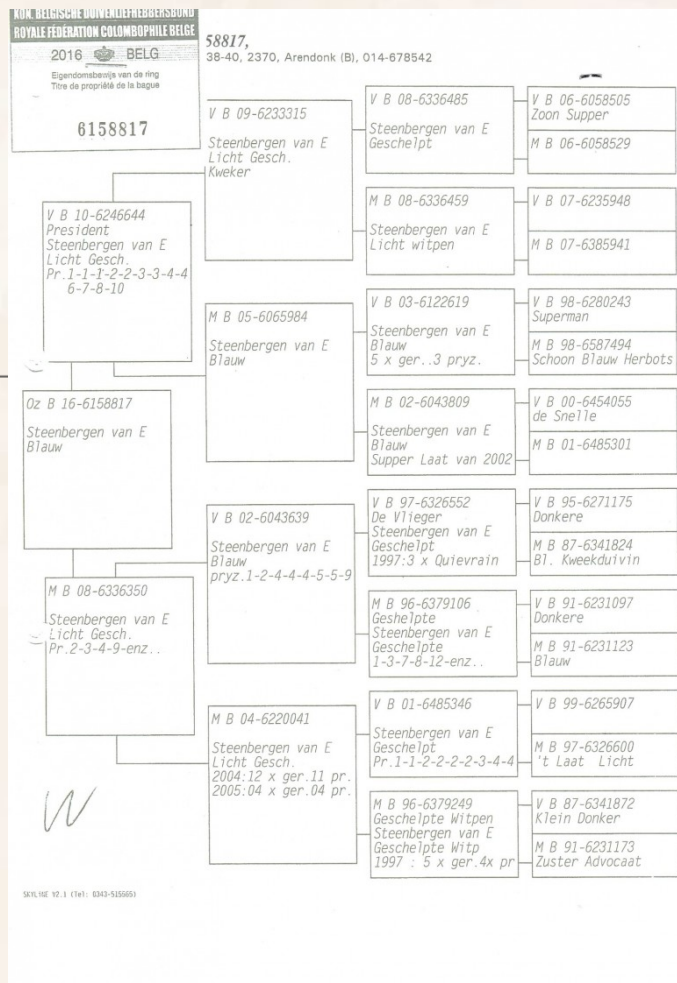 KON. BELGISCHE DUIVENLIEFHEBBERSBOND
ROYALE FÉDÉRATION COLOMBOPHILE BELGE
2016 BELG
Eigendomsbewijs van de ring
Titre de propriété de la bague
6158817
58817,
38-40, 2370, Arendonk (B), 014-678542
Oz B 16-6158817
Steenbergen van E
Blauw
V B 10-6246644
President
Steenbergen van E
Licht Gesch.
Pr.1-1-1-2-2-3-3-4-4
6-7-8-10
M B 08-6336350
Steenbergen van E
Licht Gesch.
Pr.2-3-4-9-enz..
V B 09-6233315
Steenbergen van E
Licht Gesch.
Kweker
M B 05-6065984
Steenbergen van E
Blauw
V B 02-6043639
Steenbergen van E
Blauw
pryz.1-2-4-4-4-5-5-9
M B 04-6220041
Steenbergen van E
Licht Gesch.
2004:12 x ger.11 pr.
2005:04 x ger.04 pr.
V B 08-6336485
Steenbergen van E
Geschelpt
M B 08-6336459
Steenbergen van E
Licht witpen
V B 03-6122619
Steenbergen van E
Blauw
5 x ger..3 pryz.
M B 02-6043809
Steenbergen van E
Blauw
Supper Laat van 2002
V B 97-6326552
De Vlieger
Steenbergen van E
Geschelpt
1997:3 x Quievrain
M B 96-6379106
Geshelpte
Steenbergen van E
Geschelpte
1-3-7-8-12-enz..
V B 01-6485346
Steenbergen van E
Geschelpt
Pr.1-1-2-2-2-2-3-4-4
M B 96-6379249
Geschelpte Witpen
Steenbergen van E
Geschelpte Witp
1997 : 5 x ger.4x pr
V B 06-6058505
Zoon Supper
M B 06-6058529
V B 07-6235948
M B 07-6385941
V B 98-6280243
Superman
M B 98-6587494
Schoon Blauw Herbots
V B 00-6454055
de Snelle
M B 01-6485301
V B 95-6271175
Donkere
M B 87-6341824
Bl. Kweekduivin
V B 91-6231097
Donkere
M B 91-6231123
Blauw
V B 99-6265907
M B 97-6326600
't Laat Licht
V B 87-6341872
Klein Donker
M B 91-6231173
Zuster Advocaat
W
SKYLINE V2.1 (Tel: 0343-515665)